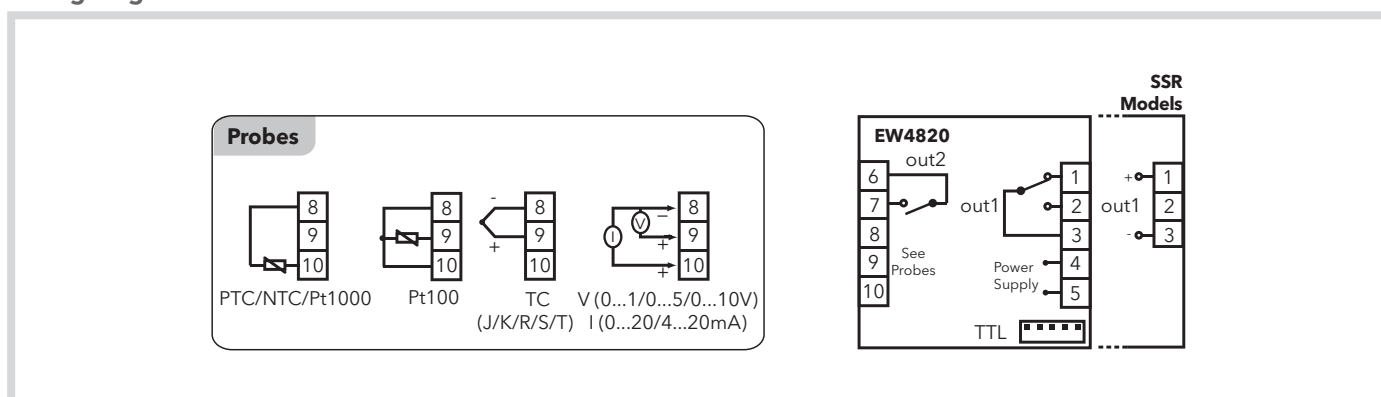 SSR
Models
Probes
8
9
10
PTC/NTC/Pt1000
8
9
10
Pt100
-
+
8
9
10
TC
(J/K/R/S/T)
I
V
−
+
+
8
9
10
V (0...1/0...5/0...10V)
I (0...20/4...20mA)
EW4820
out2
6
7
8
9
10
See
Probes
out1
1
2
3
4
5
Power
Supply
TTL
out1
+
-
1
2
3